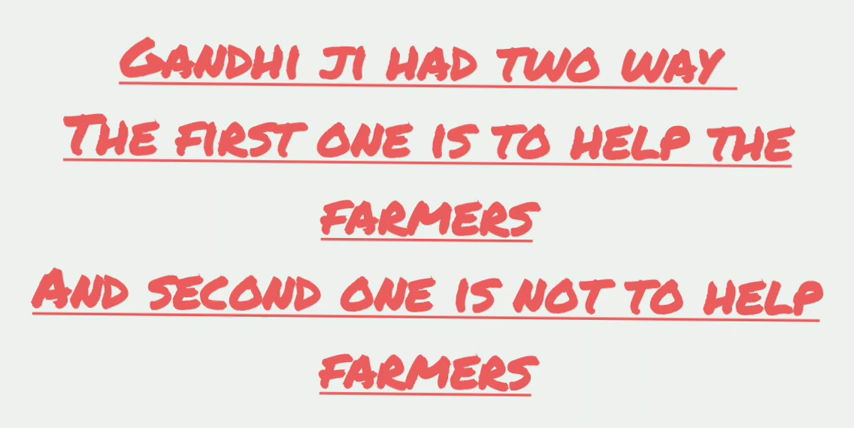 Gandhi ji had two way
The first one is to help the
farmers
And second one is not to help
farmers